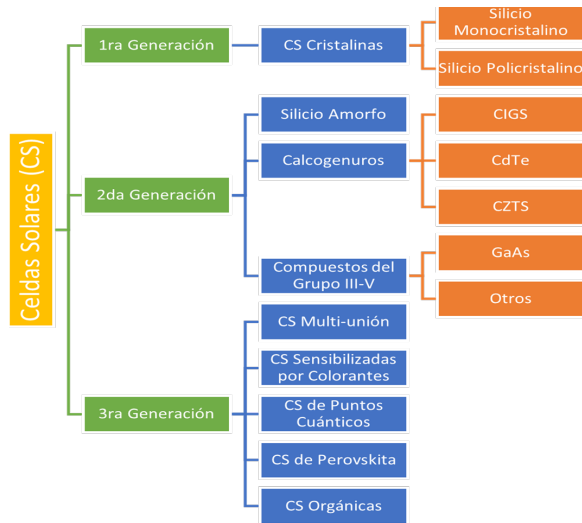 Celdas Solares (CS)
1ra Generación
CS Cristalinas
Silicio
Monocristalino
Silicio Policristalino
2da Generación
Silicio Amorfo
Calcogenuros
CIGS
CdTe
CZTS
Compuestos del
Grupo III-V
GaAs
Otros
3ra Generación
CS Multi-unión
CS Sensibilizadas
por Colorantes
CS de Puntos
Cuánticos
CS de Perovskita
CS Orgánicas